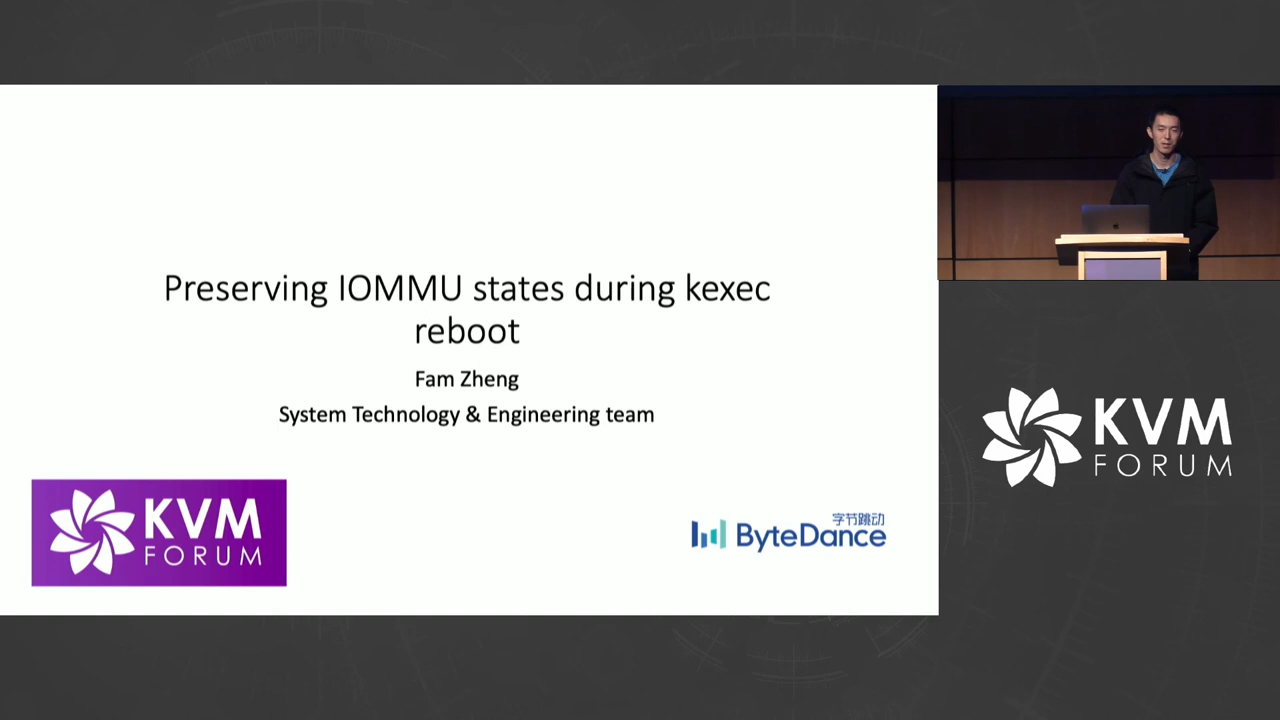 Preserving IOMMU states during kexec
reboot
Fam Zheng
System Technology & Engineering team
KVM
FORUM
字节跳动
ByteDance
KVM
FORUM